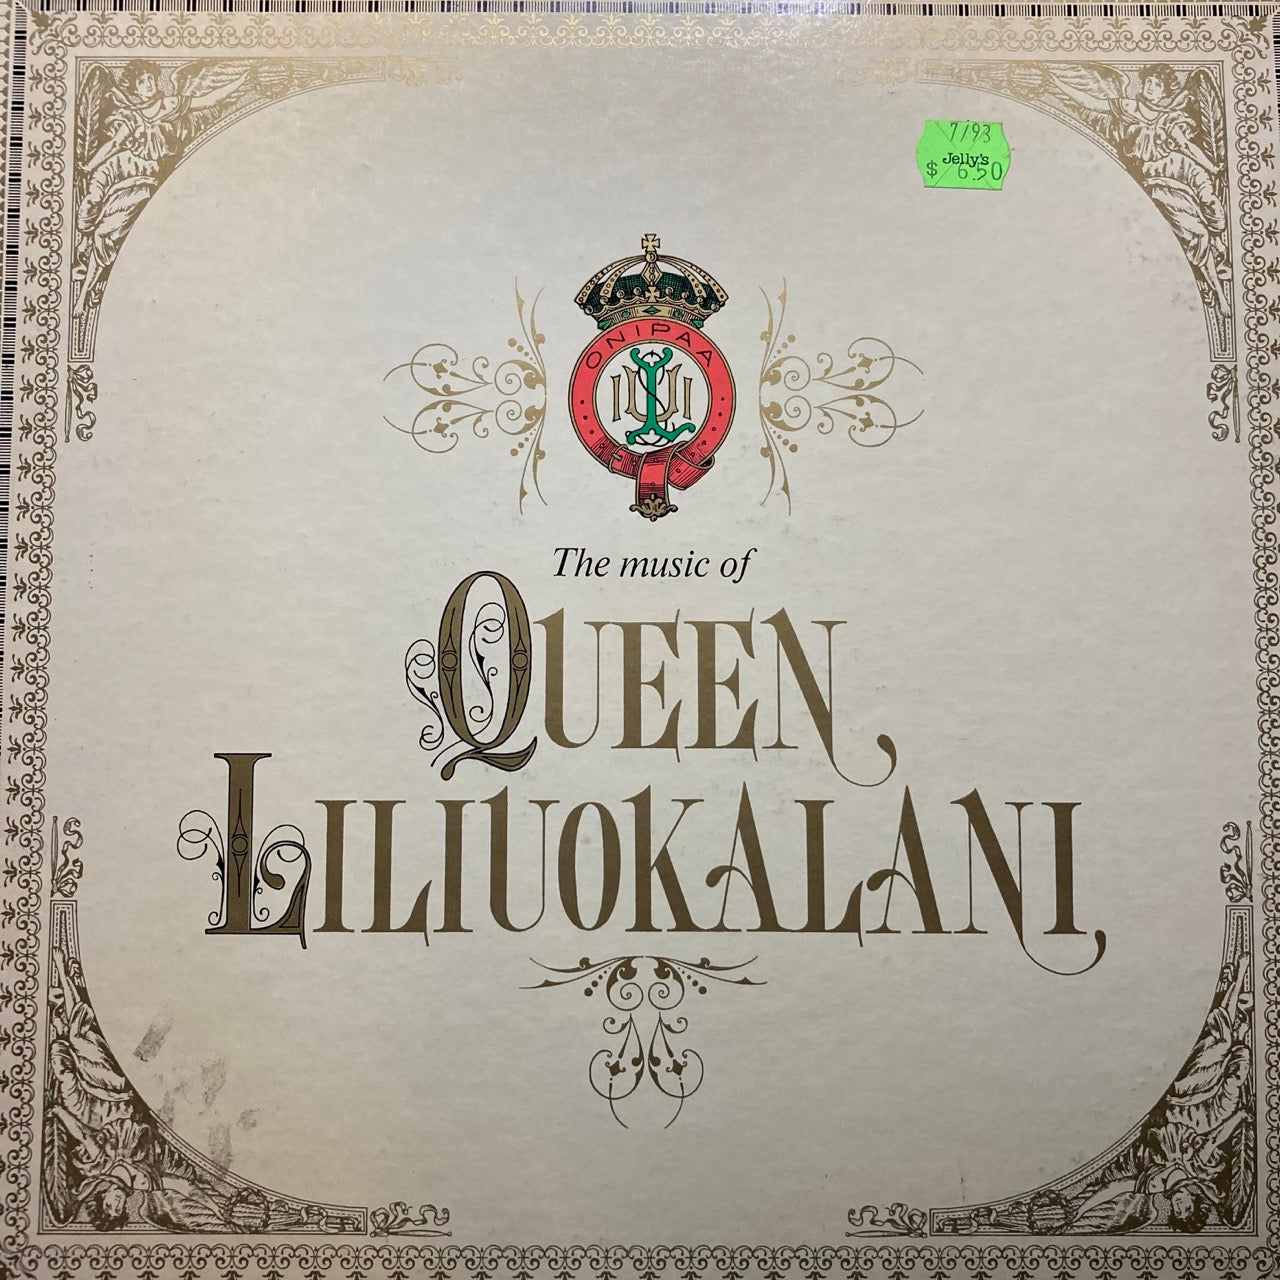 7/93
Jelly's
$ 6.50
ONIPAA
The music of
QUEEN
LILIUOKALANI